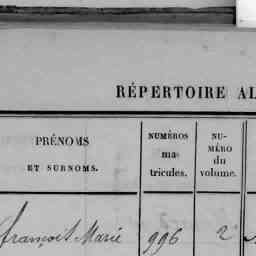 RÉPERTOIRE AL
PRÉNOMS
ET SURNOMS.
NUMÉROS
ma-
tricules.
NU-
MÉRO
du
volume.
françois Marie 996 2